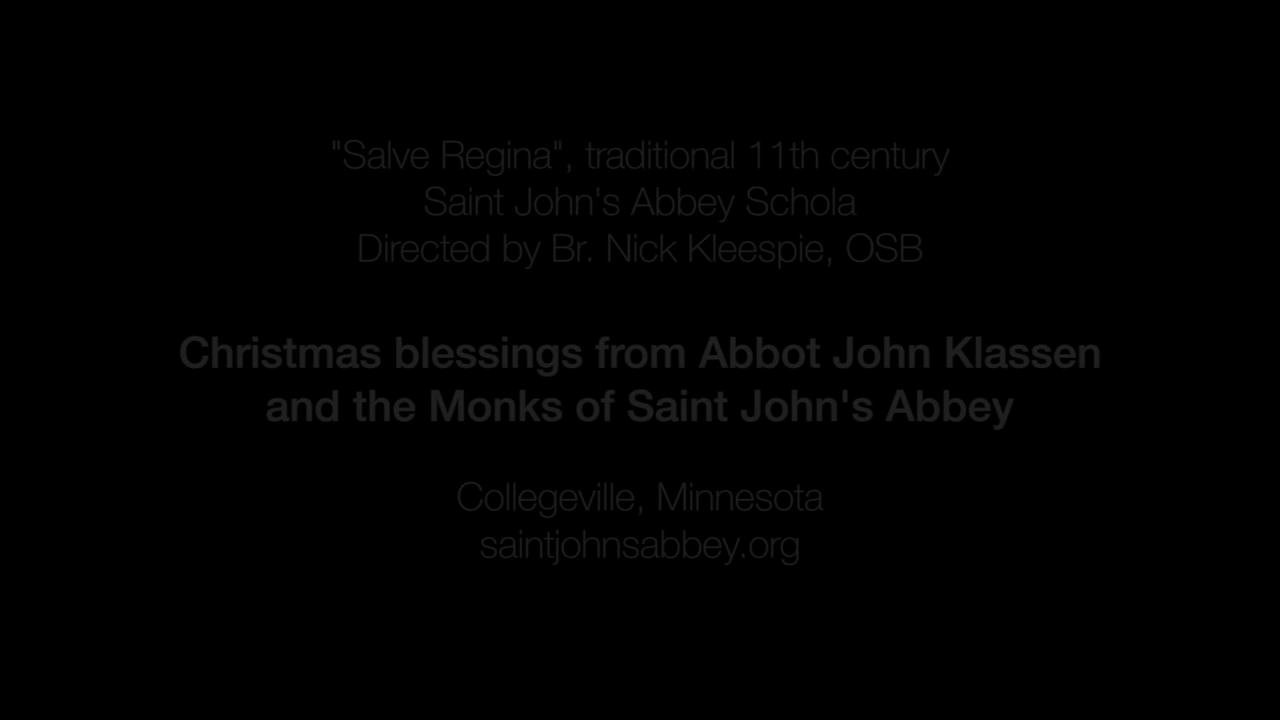 "Salve Regina", traditional 11th century
Saint John's Abbey Schola
Directed by Br. Nick Kleespie, OSB
Christmas blessings from Abbot John Klassen
and the Monks of Saint John's Abbey
Collegeville, Minnesota
saintjohnsabbey.org